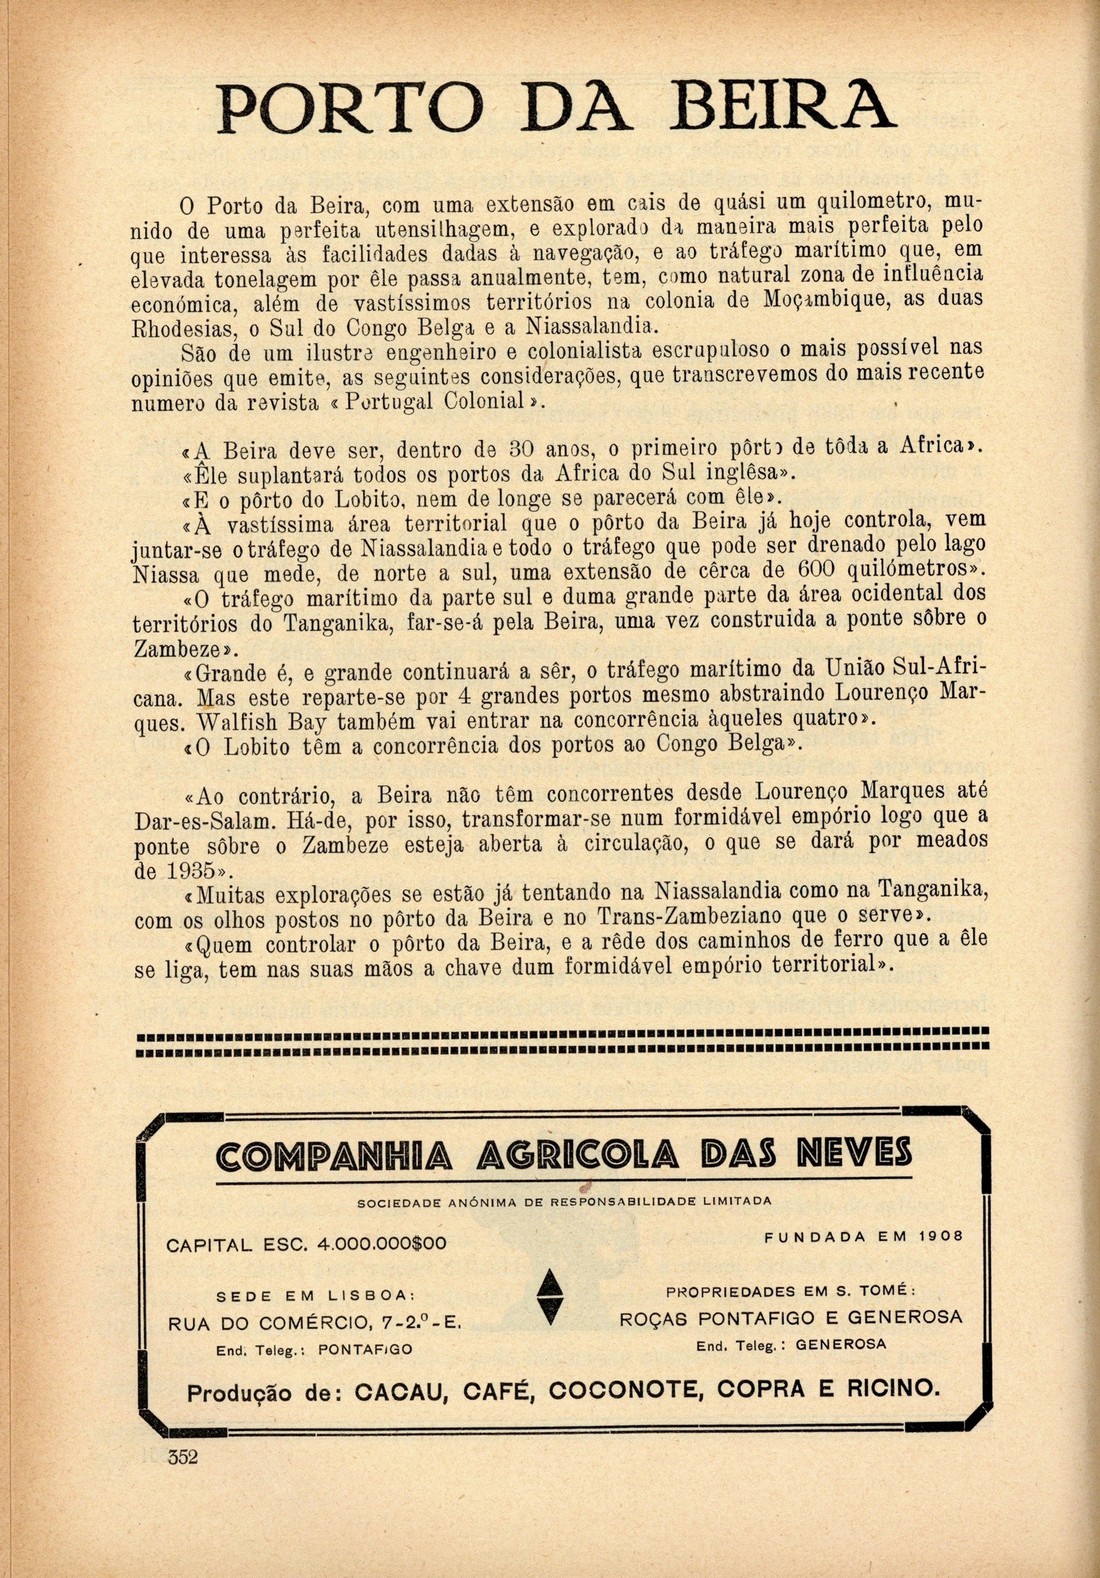 PORTO DA BEIRA
O Porto da Beira, com uma extensão em cais de quási um quilometro, mu-
nido de uma perfeita utensilhagem, e explorado da maneira mais perfeita pelo
que interessa às facilidades dadas à navegação, e ao tráfego marítimo que, em
elevada tonelagem por êle passa anualmente, tem, como natural zona de influência
económica, além de vastíssimos territórios na colonia de Moçambique, as duas
Rhodesias, o Sul do Congo Belga e a Niassalandia.
São de um ilustre engenheiro e colonialista escrupuloso o mais possível nas
opiniões que emite, as seguintes considerações, que transcrevemos do mais recente
numero da revista «Portugal Colonial».
«A Beira deve ser, dentro de 30 anos, o primeiro pôrto de tôda a Africa».
«Êle suplantará todos os portos da Africa do Sul inglêsa».
«E o pôrto do Lobito, nem de longe se parecerá com êle».
«À vastíssima área territorial que o pôrto da Beira já hoje controla, vem
juntar-se o tráfego de Niassalandia e todo o tráfego que pode ser drenado pelo lago
Niassa que mede, de norte a sul, uma extensão de cêrca de 600 quilómetros».
«O tráfego marítimo da parte sul e duma grande parte da área ocidental dos
territórios do Tanganika, far-se-á pela Beira, uma vez construida a ponte sôbre o
Zambeze».
«Grande é, e grande continuará a sêr, o tráfego marítimo da União Sul-Afri-
cana. Mas este reparte-se por 4 grandes portos mesmo abstraindo Lourenço Mar-
ques. Walfish Bay também vai entrar na concorrência àqueles quatro».
«O Lobito têm a concorrência dos portos ao Congo Belga».
«Ao contrário, a Beira não têm concorrentes desde Lourenço Marques até
Dar-es-Salam. Há-de, por isso, transformar-se num formidável empório logo que a
ponte sôbre o Zambeze esteja aberta à circulação, o que se dará por meados
de 1935».
«Muitas explorações se estão já tentando na Niassalandia como na Tanganika,
com os olhos postos no pôrto da Beira e no Trans-Zambeziano que o serve».
«Quem controlar o pôrto da Beira, e a rêde dos caminhos de ferro que a êle
se liga, tem nas suas mãos a chave dum formidável empório territorial».
COMPANHIA AGRICOLA DAS NEVES
SOCIEDADE ANÓNIMA DE RESPONSABILIDADE LIMITADA
CAPITAL ESC. 4.000.000$00
FUNDADA EM 1908
SEDE EM LISBOA:
RUA DO COMÉRCIO, 7-2.º-E.
End. Teleg.: PONTAFIGO
PROPRIEDADES EM S. TOMÉ:
ROÇAS PONTAFIGO E GENEROSA
End. Teleg.: GENEROSA
Produção de: CACAU, CAFÉ, COCONOTE, COPRA E RICINO.
352